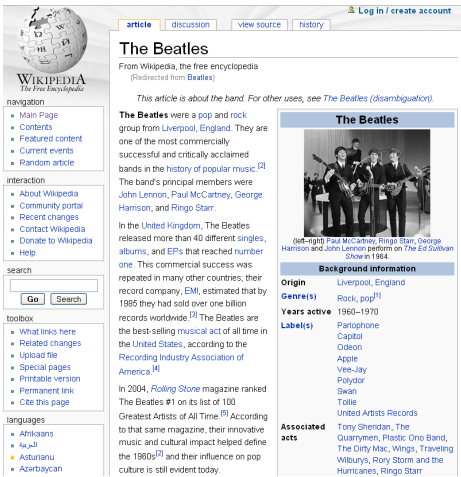 Log in / create account
article
discussion
view source
history
WIKIPEDIA
The Free Encyclopedia
navigation
Main Page
Contents
Featured content
Current events
Random article
interaction
About Wikipedia
Community portal
Recent changes
Contact Wikipedia
Donate to Wikipedia
Help
search
Go
Search
toolbox
What links here
Related changes
Upload file
Special pages
Printable version
Permanent link
Cite this page
languages
Afrikaans
العربية
Asturianu
Azərbaycan
The Beatles
From Wikipedia, the free encyclopedia
(Redirected from Beatles)
This article is about the band. For other uses, see The Beatles (disambiguation).
The Beatles were a pop and rock
group from Liverpool, England. They are
one of the most commercially
successful and critically acclaimed
bands in the history of popular music.[2]
The band's principal members were
John Lennon, Paul McCartney, George
Harrison, and Ringo Starr.
In the United Kingdom, The Beatles
released more than 40 different singles,
albums, and EPs that reached number
one. This commercial success was
repeated in many other countries; their
record company, EMI, estimated that by
1985 they had sold over one billion
records worldwide.[3] The Beatles are
the best-selling musical act of all time in
the United States, according to the
Recording Industry Association of
America.[4]
In 2004, Rolling Stone magazine ranked
The Beatles #1 on its list of 100
Greatest Artists of All Time.[5] According
to that same magazine, their innovative
music and cultural impact helped define
the 1960s[2] and their influence on pop
culture is still evident today.
The Beatles
(left–right) Paul McCartney, Ringo Starr, George
Harrison and John Lennon perform on The Ed Sullivan
Show in 1964.
Background information
Origin Liverpool, England
Genre(s) Rock, pop[1]
Years active 1960–1970
Label(s) Parlophone
Capitol
Odeon
Apple
Vee-Jay
Polydor
Swan
Tollie
United Artists Records
Associated acts Tony Sheridan, The
Quarrymen, Plastic Ono Band,
The Dirty Mac, Wings, Traveling
Wilburys, Rory Storm and the
Hurricanes, Ringo Starr